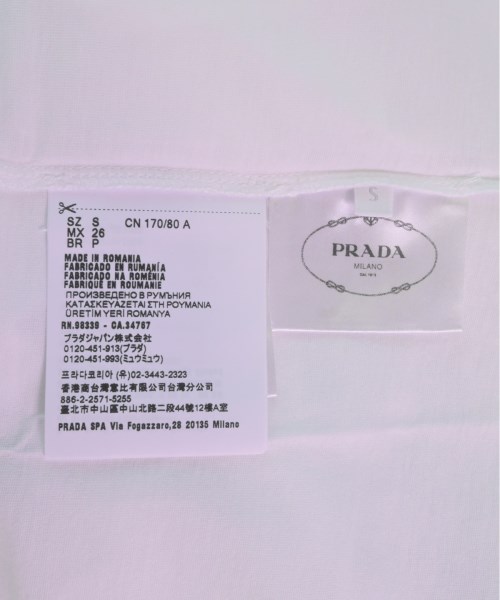 SZ S CN 170/80 A
MX 26
BR P
MADE IN ROMANIA
FABRICADO EN RUMANÍA
FABRICADO NA ROMÊNIA
FABRIQUÉ EN ROUMANIE
ПРОИЗВЕДЕНО В РУМЪНИЯ
ΚΑΤΑΣΚΕΥΑΖΕΤΑΙ ΣΤΗ ΡΟΥΜΑΝΙΑ
ÜRETİM YERİ ROMANYA
RN.98339 - CA.34767
プラダジャパン株式会社
0120-451-913(プラダ)
0120-451-993(ミュウミュウ)
프라다코리아 (유)02-3443-2323
香港商台灣意比有限公司台灣分公司
886-2-2571-5255
臺北市中山區中山北路二段44號12樓A室
PRADA SPA Via Fogazzaro,28 20135 Milano
S
PRADA
MILANO